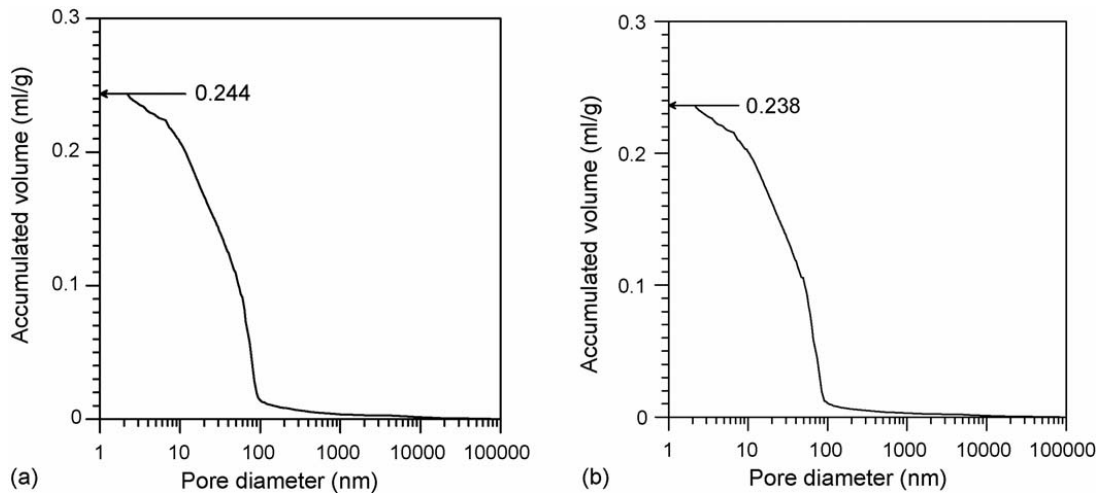 0.3
0.2
0.1
0
0.244
1 10 100 1000 10000 100000
Accumulated volume (ml/g)
Pore diameter (nm)
(a)
0.3
0.2
0.1
0
0.238
1 10 100 1000 10000 100000
Accumulated volume (ml/g)
Pore diameter (nm)
(b)